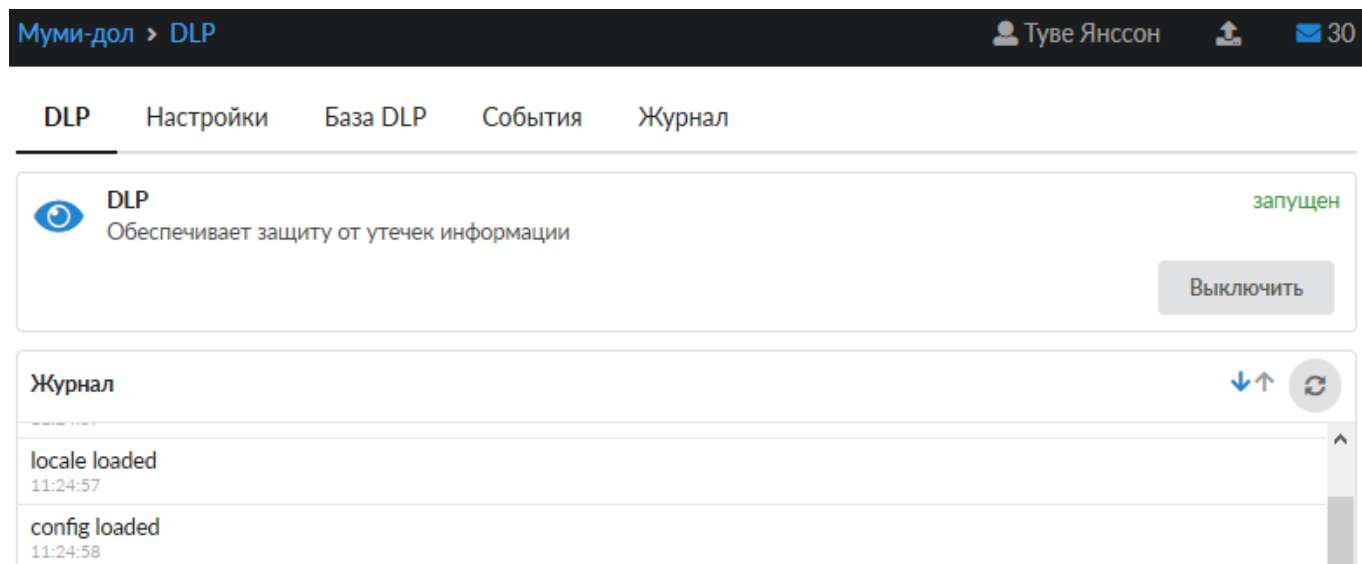 Муми-дол > DLP Туве Янссон 30
DLP Настройки База DLP События Журнал
DLP запущен
Обеспечивает защиту от утечек информации
Выключить
Журнал
locale loaded
11:24:57
config loaded
11:24:58